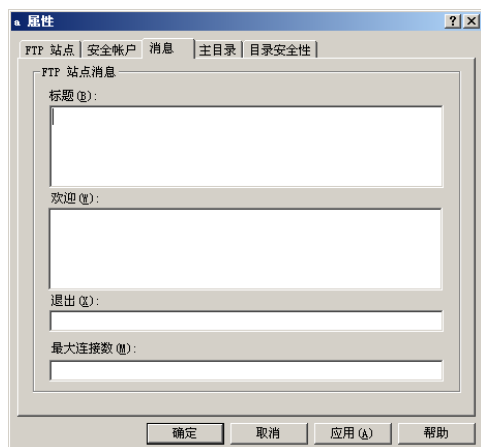 a 属性
FTP 站点 安全帐户 消息 主目录 目录安全性
FTP 站点消息
标题(B):
欢迎(W):
退出(X):
最大连接数(M):
确定 取消 应用(A) 帮助